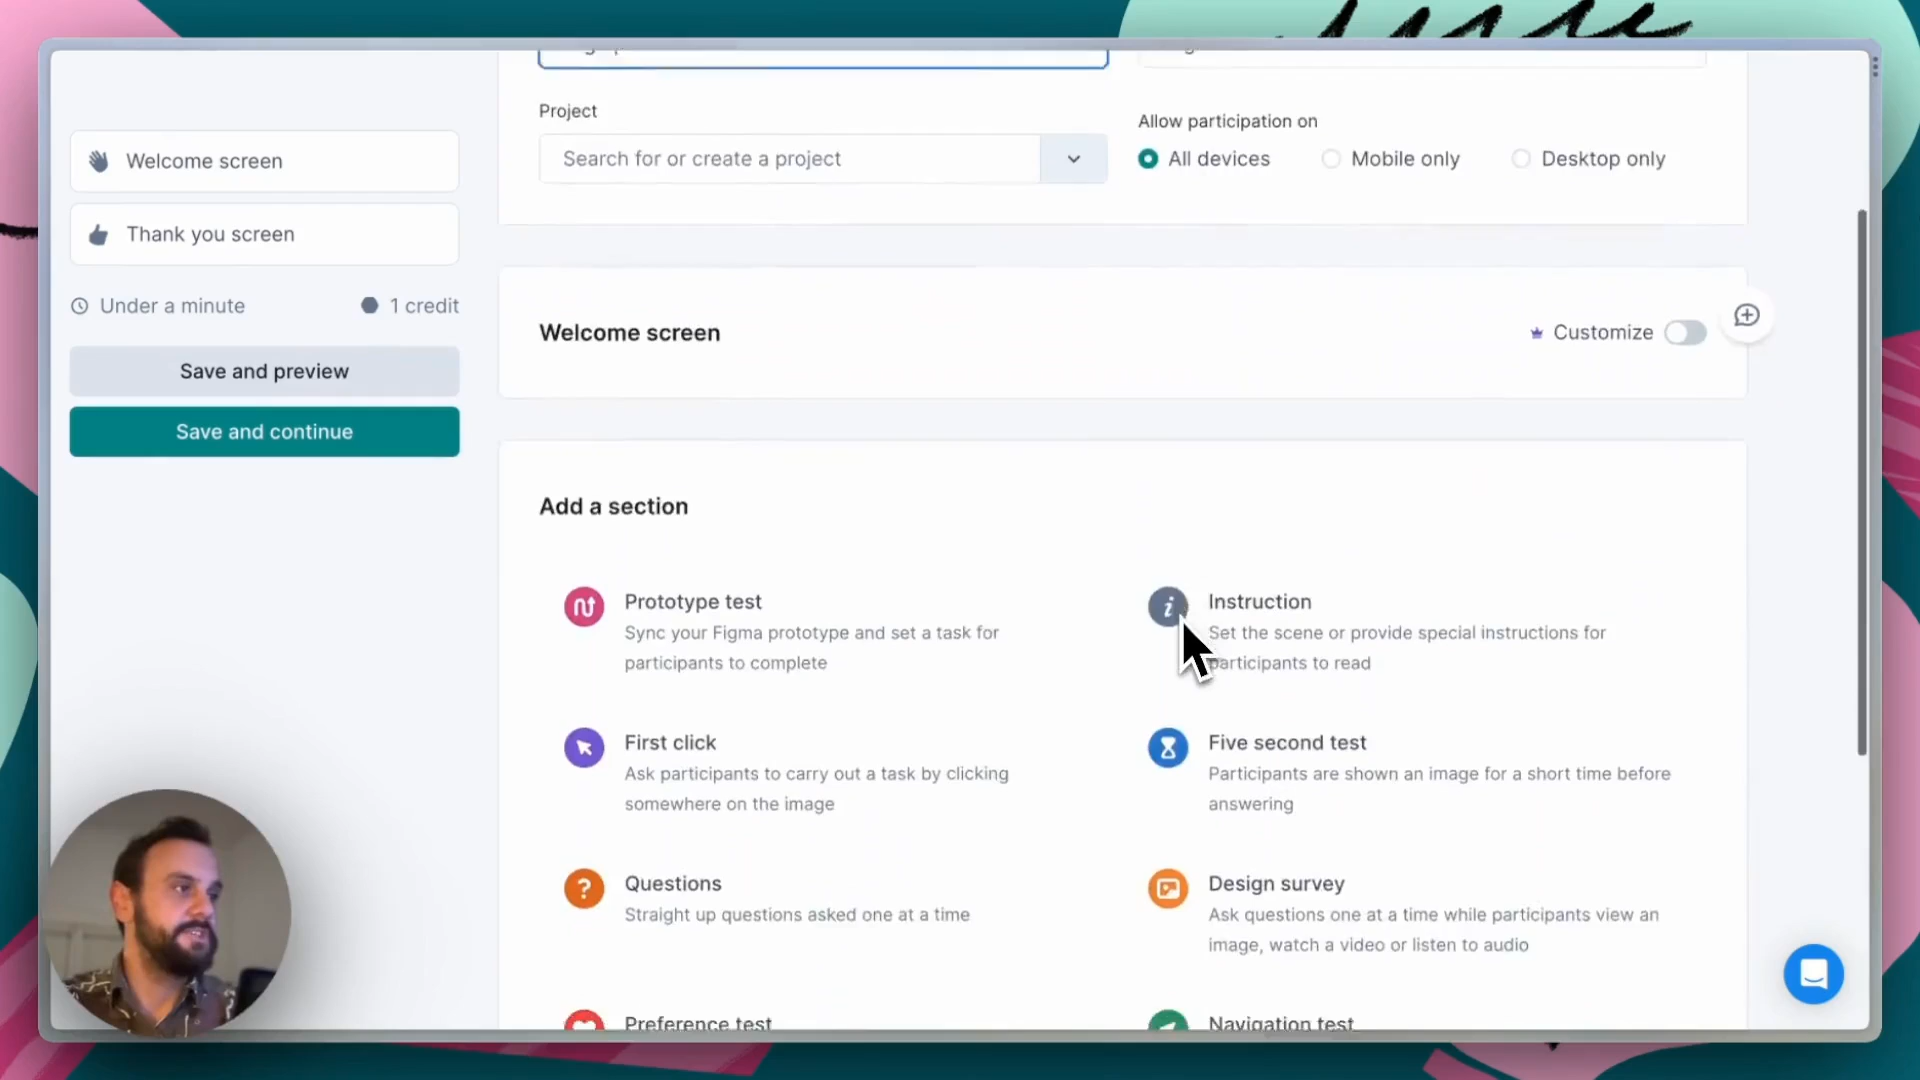 Project
Allow participation on
Search for or create a project
All devices
Mobile only
Desktop only
Welcome screen
Thank you screen
Under a minute
1 credit
Save and preview
Save and continue
Welcome screen
Customize
Add a section
Prototype test
Sync your Figma prototype and set a task for
participants to complete
Instruction
Set the scene or provide special instructions for
participants to read
First click
Ask participants to carry out a task by clicking
somewhere on the image
Five second test
Participants are shown an image for a short time before
answering
Questions
Straight up questions asked one at a time
Design survey
Ask questions one at a time while participants view an
image, watch a video or listen to audio
Preference test
Navigation test